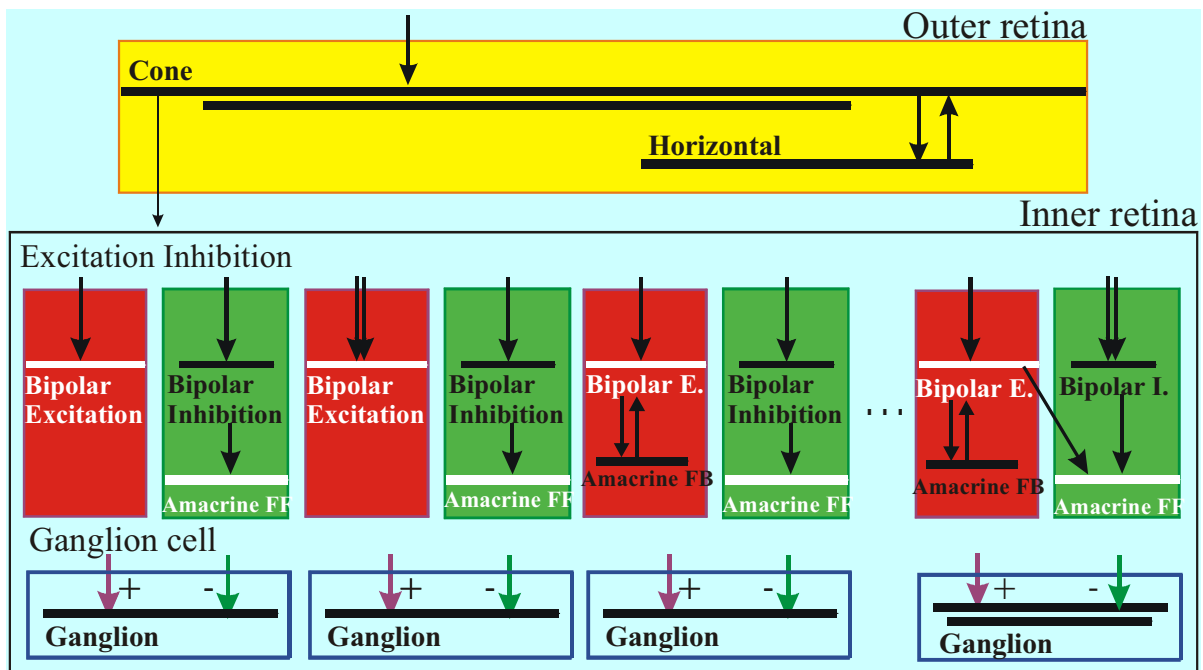 Outer retina
Cone
Horizontal
Inner retina
Excitation Inhibition
Bipolar
Excitation
Bipolar
Inhibition
Amacrine FF
Bipolar
Excitation
Bipolar
Inhibition
Amacrine FF
Bipolar E.
Amacrine FB
Bipolar
Inhibition
Amacrine FF
...
Bipolar E.
Amacrine FB
Bipolar I.
Amacrine FF
Ganglion cell
+ -
Ganglion
+ -
Ganglion
+ -
Ganglion
+ -
Ganglion